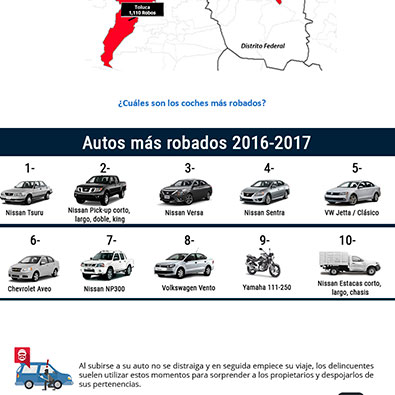 Toluca
1,110 Robos
Distrito Federal
¿Cuáles son los coches más robados?
Autos más robados 2016-2017
1-
2-
3-
4-
5-
Nissan Tsuru
Nissan Pick-up corto,
largo, doble, king
Nissan Versa
Nissan Sentra
VW Jetta / Clásico
6-
7-
8-
9-
10-
Chevrolet Aveo
Nissan NP300
Volkswagen Vento
Yamaha 111-250
Nissan Estacas corto,
largo, chasis
Al subirse a su auto no se distraiga y en seguida empiece su viaje, los delincuentes
suelen utilizar estos momentos para sorprender a los propietarios y despojarlos de
sus pertenencias.